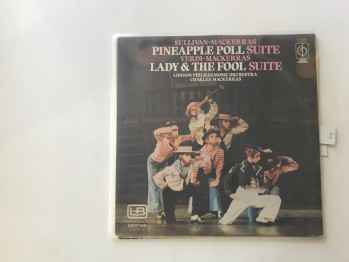 SULLIVAN-MACKERRAS
PINEAPPLE POLL SUITE
VERDI-MACKERRAS
LADY & THE FOOL SUITE
LONDON PHILHARMONIC ORCHESTRA
CHARLES MACKERRAS